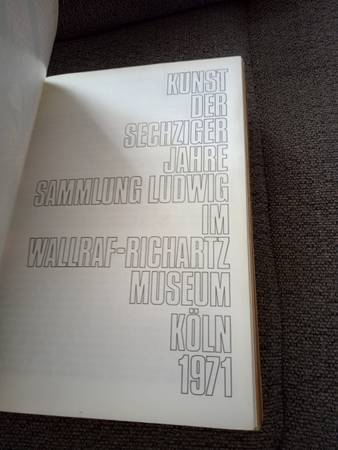 KUNST
DER
SECHZIGER
JAHRE
SAMMLUNG LUDWIG
IM
WALLRAF-RICHARTZ
MUSEUM
KÖLN
1971